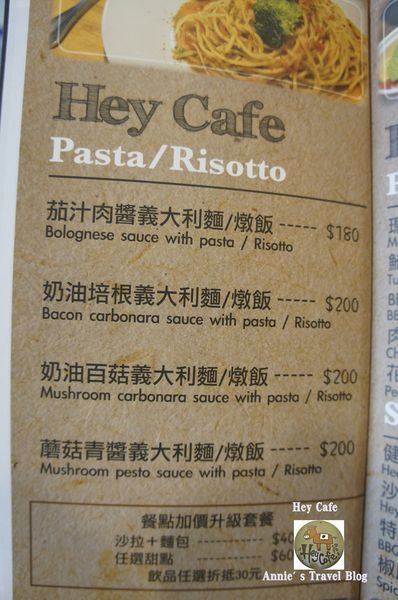 Hey Cafe
Pasta/Risotto
茄汁肉醬義大利麵/燉飯 ----- $180
Bolognese sauce with pasta / Risotto
奶油培根義大利麵/燉飯 ----- $200
Bacon carbonara sauce with pasta / Risotto
奶油百菇義大利麵/燉飯 ----- $200
Mushroom carbonara sauce with pasta / Risotto
蘑菇青醬義大利麵/燉飯 ----- $200
Mushroom pesto sauce with pasta / Risotto
餐點加價升級套餐
沙拉＋麵包 ----- $40
任選甜點 ----- $60
飲品任選折抵30元
Hey Cafe
Annie's Travel Blog